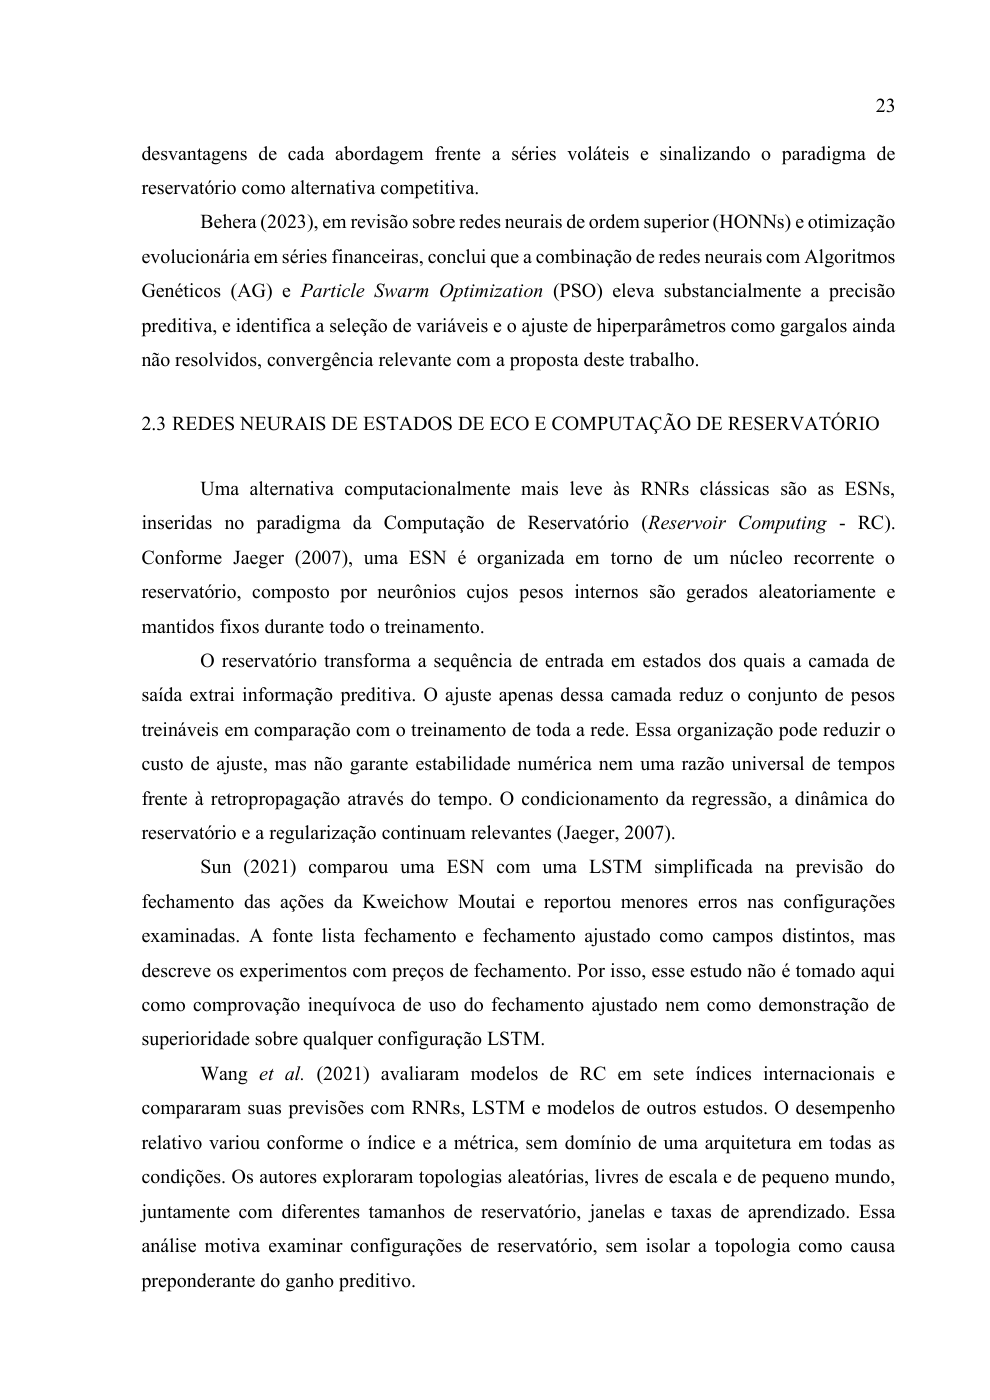 23
desvantagens de cada abordagem frente a séries voláteis e sinalizando o paradigma de
reservatório como alternativa competitiva.
Behera (2023), em revisão sobre redes neurais de ordem superior (HONNs) e otimização
evolucionária em séries financeiras, conclui que a combinação de redes neurais com Algoritmos
Genéticos (AG) e Particle Swarm Optimization (PSO) eleva substancialmente a precisão
preditiva, e identifica a seleção de variáveis e o ajuste de hiperparâmetros como gargalos ainda
não resolvidos, convergência relevante com a proposta deste trabalho.
2.3 REDES NEURAIS DE ESTADOS DE ECO E COMPUTAÇÃO DE RESERVATÓRIO
Uma alternativa computacionalmente mais leve às RNRs clássicas são as ESNs,
inseridas no paradigma da Computação de Reservatório (Reservoir Computing - RC).
Conforme Jaeger (2007), uma ESN é organizada em torno de um núcleo recorrente o
reservatório, composto por neurônios cujos pesos internos são gerados aleatoriamente e
mantidos fixos durante todo o treinamento.
O reservatório transforma a sequência de entrada em estados dos quais a camada de
saída extrai informação preditiva. O ajuste apenas dessa camada reduz o conjunto de pesos
treináveis em comparação com o treinamento de toda a rede. Essa organização pode reduzir o
custo de ajuste, mas não garante estabilidade numérica nem uma razão universal de tempos
frente à retropropagação através do tempo. O condicionamento da regressão, a dinâmica do
reservatório e a regularização continuam relevantes (Jaeger, 2007).
Sun (2021) comparou uma ESN com uma LSTM simplificada na previsão do
fechamento das ações da Kweichow Moutai e reportou menores erros nas configurações
examinadas. A fonte lista fechamento e fechamento ajustado como campos distintos, mas
descreve os experimentos com preços de fechamento. Por isso, esse estudo não é tomado aqui
como comprovação inequívoca de uso do fechamento ajustado nem como demonstração de
superioridade sobre qualquer configuração LSTM.
Wang et al. (2021) avaliaram modelos de RC em sete índices internacionais e
compararam suas previsões com RNRs, LSTM e modelos de outros estudos. O desempenho
relativo variou conforme o índice e a métrica, sem domínio de uma arquitetura em todas as
condições. Os autores exploraram topologias aleatórias, livres de escala e de pequeno mundo,
juntamente com diferentes tamanhos de reservatório, janelas e taxas de aprendizado. Essa
análise motiva examinar configurações de reservatório, sem isolar a topologia como causa
preponderante do ganho preditivo.